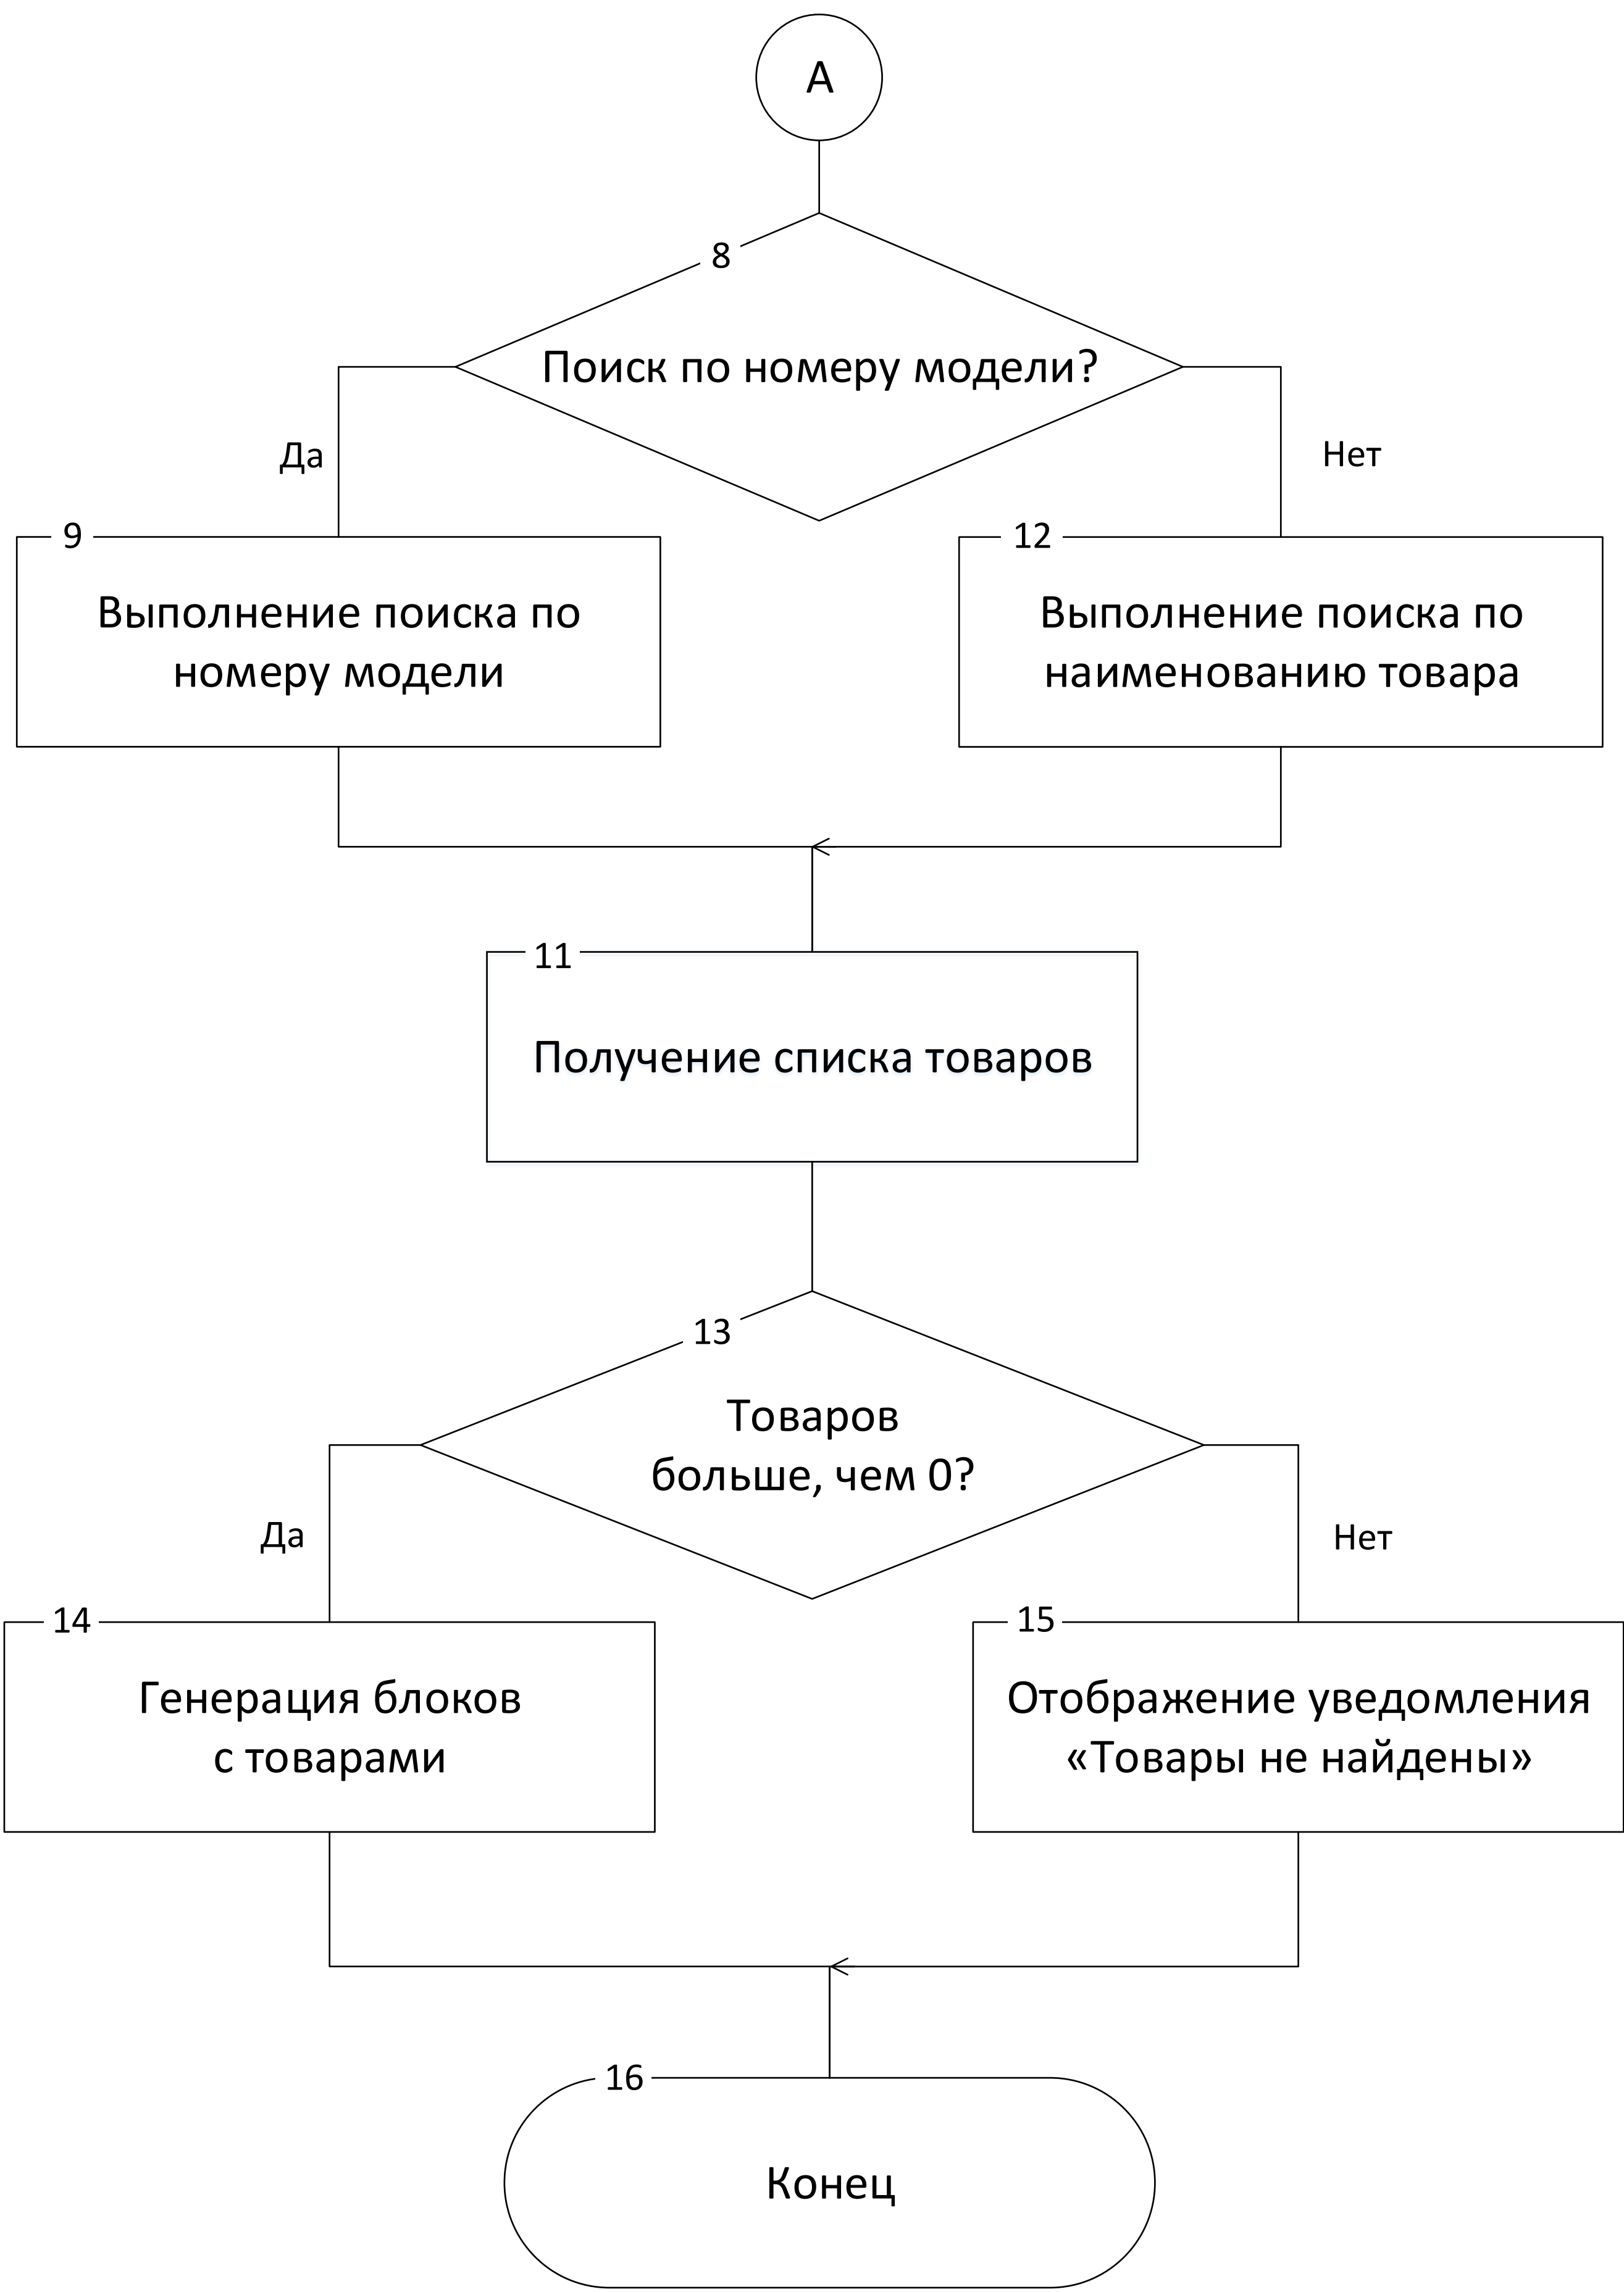 А
8
Поиск по номеру модели?
Да
Нет
9
Выполнение поиска по
номеру модели
12
Выполнение поиска по
наименованию товара
11
Получение списка товаров
13
Товаров
больше, чем 0?
Да
Нет
14
Генерация блоков
с товарами
15
Отображение уведомления
«Товары не найдены»
16
Конец